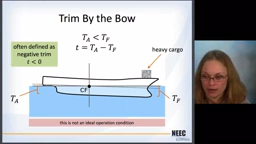 Trim By the Bow
often defined as
negative trim
t < 0
T_A < T_F
t = T_A − T_F
heavy cargo
CF
T_A
T_F
this is not an ideal operation condition
NEEC